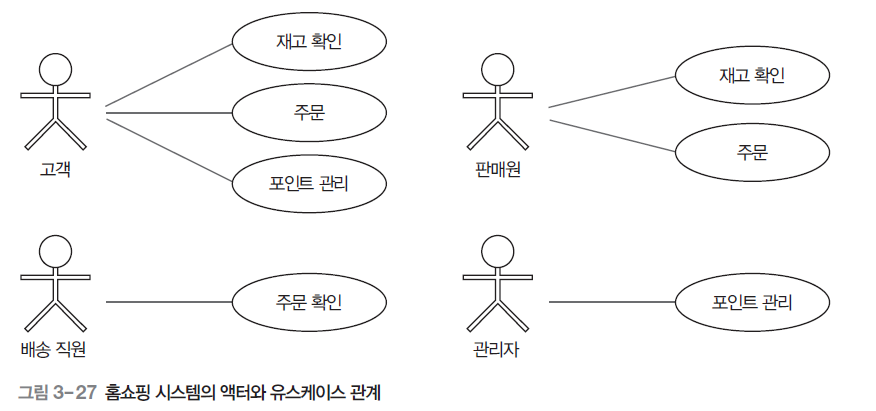 재고 확인
주문
포인트 관리
고객
재고 확인
주문
판매원
주문 확인
배송 직원
포인트 관리
관리자
그림 3-27 홈쇼핑 시스템의 액터와 유스케이스 관계